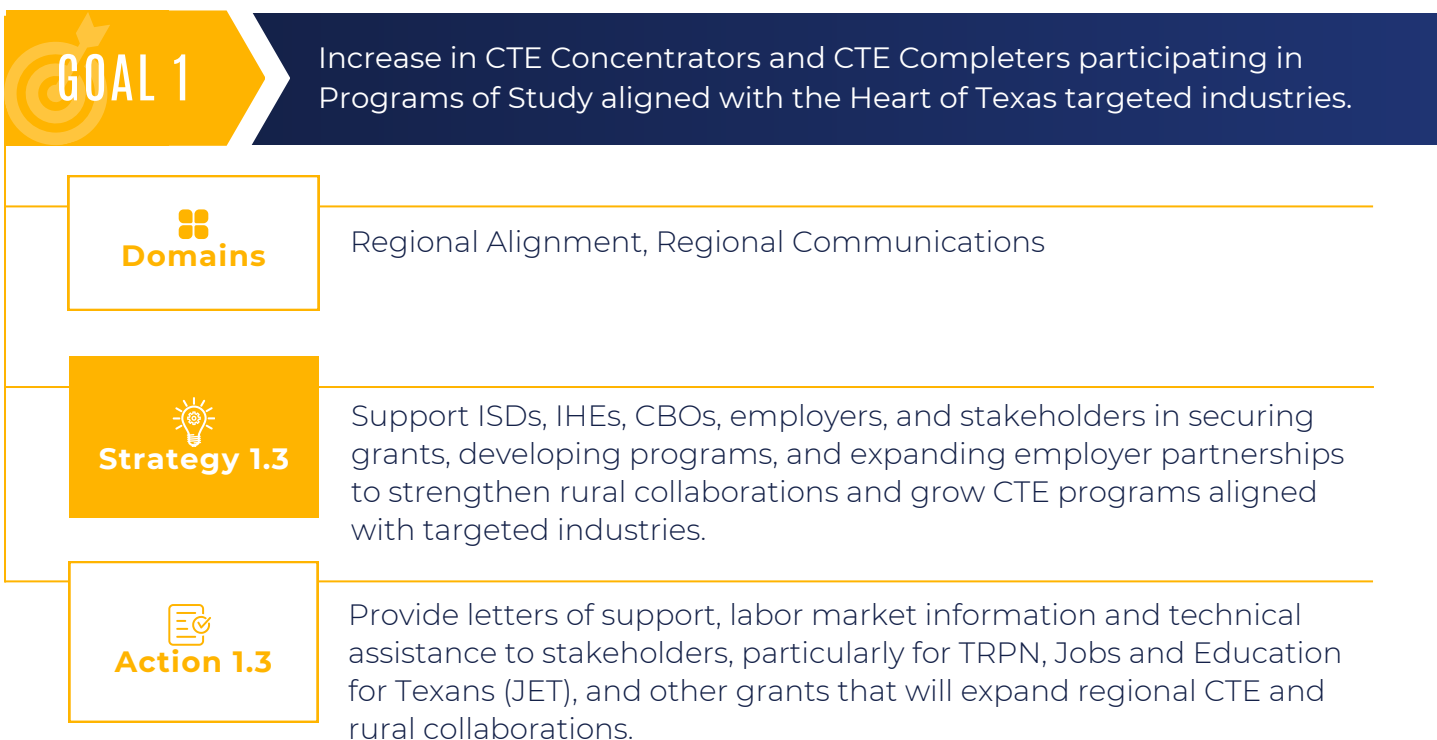 GOAL 1
Increase in CTE Concentrators and CTE Completers participating in
Programs of Study aligned with the Heart of Texas targeted industries.
Domains
Regional Alignment, Regional Communications
Strategy 1.3
Support ISDs, IHEs, CBOs, employers, and stakeholders in securing
grants, developing programs, and expanding employer partnerships
to strengthen rural collaborations and grow CTE programs aligned
with targeted industries.
Action 1.3
Provide letters of support, labor market information and technical
assistance to stakeholders, particularly for TRPN, Jobs and Education
for Texans (JET), and other grants that will expand regional CTE and
rural collaborations.